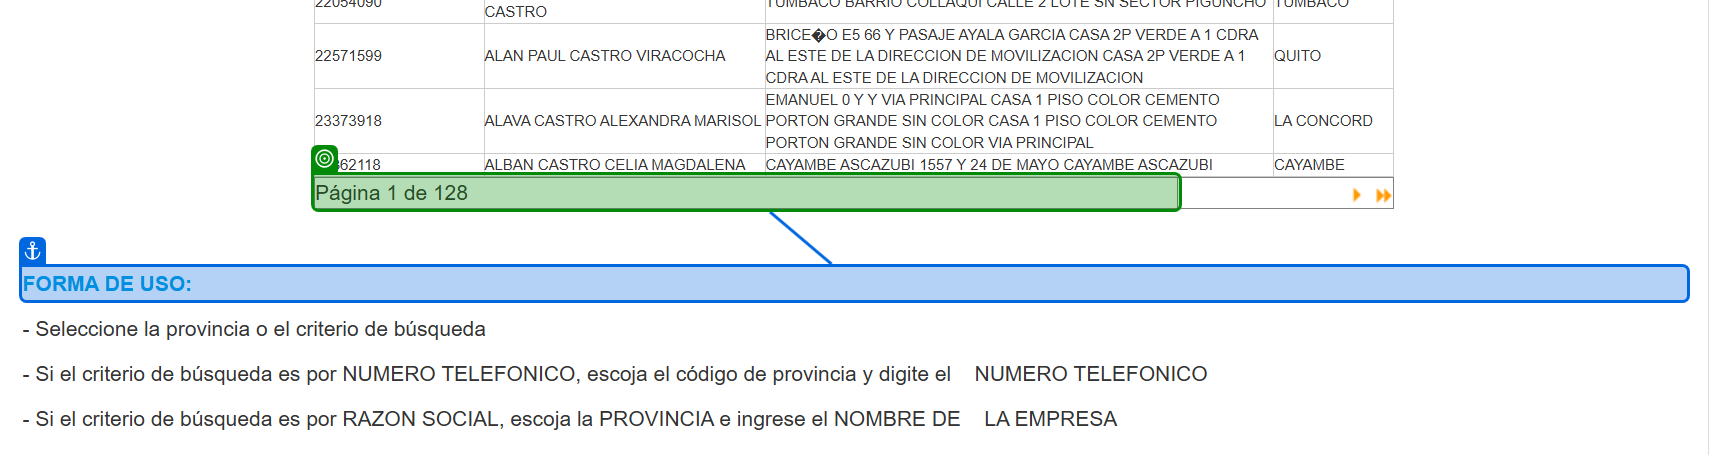 22054090 CASTRO TUMBACO BARRIO COLLAQUI CALLE 2 LOTE SN SECTOR PIGUNCHO TUMBACO
22571599 ALAN PAUL CASTRO VIRACOCHA BRICE�O E5 66 Y PASAJE AYALA GARCIA CASA 2P VERDE A 1 CDRA
AL ESTE DE LA DIRECCION DE MOVILIZACION CASA 2P VERDE A 1 QUITO
CDRA AL ESTE DE LA DIRECCION DE MOVILIZACION
23373918 ALAVA CASTRO ALEXANDRA MARISOL EMANUEL 0 Y Y VIA PRINCIPAL CASA 1 PISO COLOR CEMENTO
PORTON GRANDE SIN COLOR CASA 1 PISO COLOR CEMENTO LA CONCORD
PORTON GRANDE SIN COLOR VIA PRINCIPAL
362118 ALBAN CASTRO CELIA MAGDALENA CAYAMBE ASCAZUBI 1557 Y 24 DE MAYO CAYAMBE ASCAZUBI CAYAMBE
Página 1 de 128
FORMA DE USO:
- Seleccione la provincia o el criterio de búsqueda
- Si el criterio de búsqueda es por NUMERO TELEFONICO, escoja el código de provincia y digite el NUMERO TELEFONICO
- Si el criterio de búsqueda es por RAZON SOCIAL, escoja la PROVINCIA e ingrese el NOMBRE DE LA EMPRESA